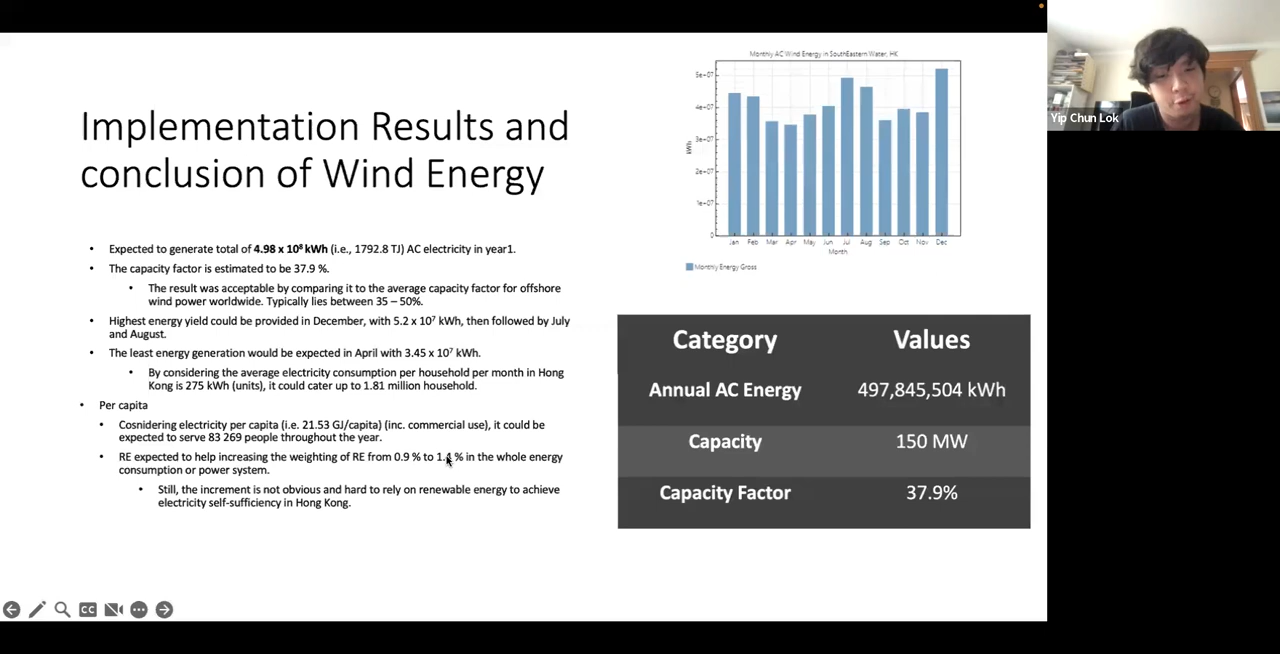 Implementation Results and
conclusion of Wind Energy
• Expected to generate total of 4.98 x 10⁸ kWh (i.e., 1792.8 TJ) AC electricity in year1.
• The capacity factor is estimated to be 37.9 %.
• The result was acceptable by comparing it to the average capacity factor for offshore
wind power worldwide. Typically lies between 35 – 50%.
• Highest energy yield could be provided in December, with 5.2 x 10⁷ kWh, then followed by July
and August.
• The least energy generation would be expected in April with 3.45 x 10⁷ kWh.
• By considering the average electricity consumption per household per month in Hong
Kong is 275 kWh (units), it could cater up to 1.81 million household.
• Per capita
• Cosnidering electricity per capita (i.e. 21.53 GJ/capita) (inc. commercial use), it could be
expected to serve 83 269 people throughout the year.
• RE expected to help increasing the weighting of RE from 0.9 % to 1.4 % in the whole energy
consumption or power system.
• Still, the increment is not obvious and hard to rely on renewable energy to achieve
electricity self-sufficiency in Hong Kong.
Monthly AC Wind Energy in SouthEastern Water, HK
kWh
5e+07
4e+07
3e+07
2e+07
1e+07
0
Jan Feb Mar Apr May Jun Jul Aug Sep Oct Nov Dec
Month
Monthly Energy Gross
Category Values
Annual AC Energy 497,845,504 kWh
Capacity 150 MW
Capacity Factor 37.9%
Yip Chun Lok
CC